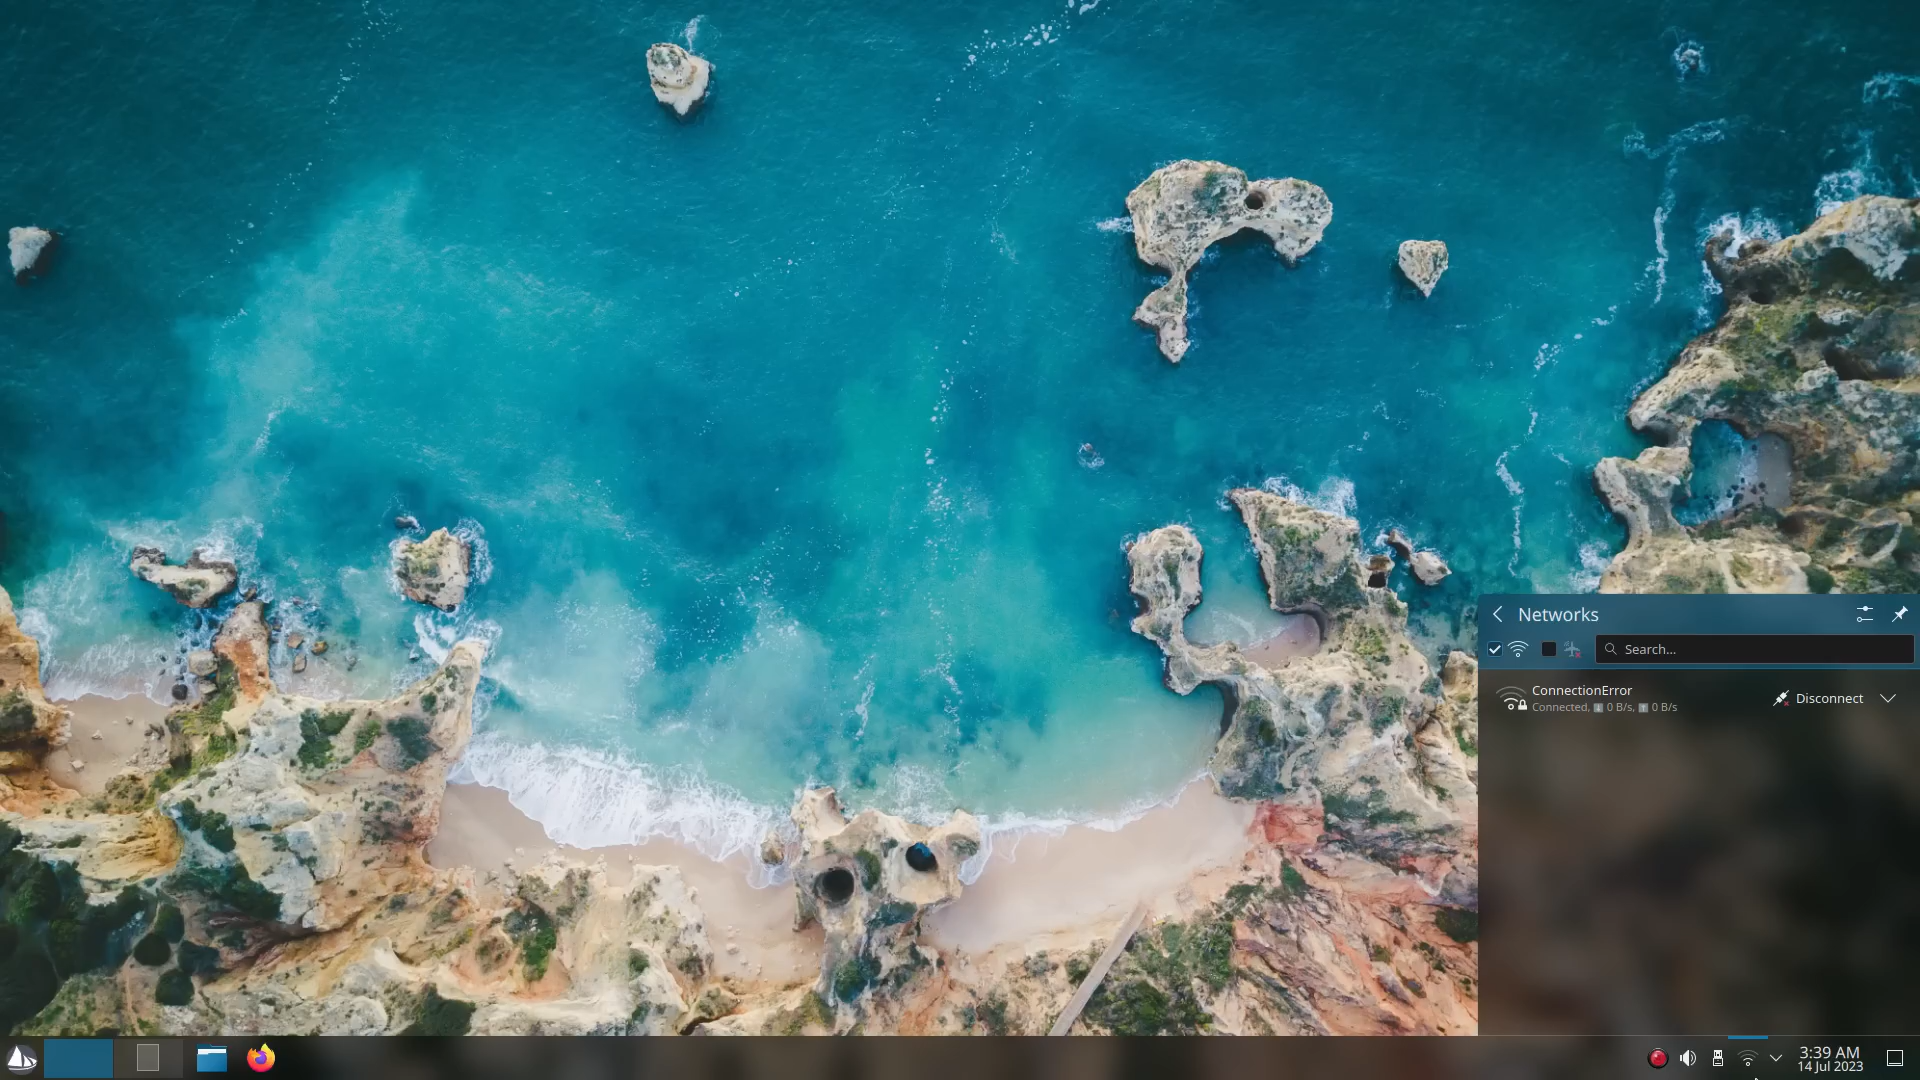 Networks
Search...
ConnectionError
Connected, ⬇ 0 B/s, ⬆ 0 B/s
Disconnect
3:39 AM
14 Jul 2023